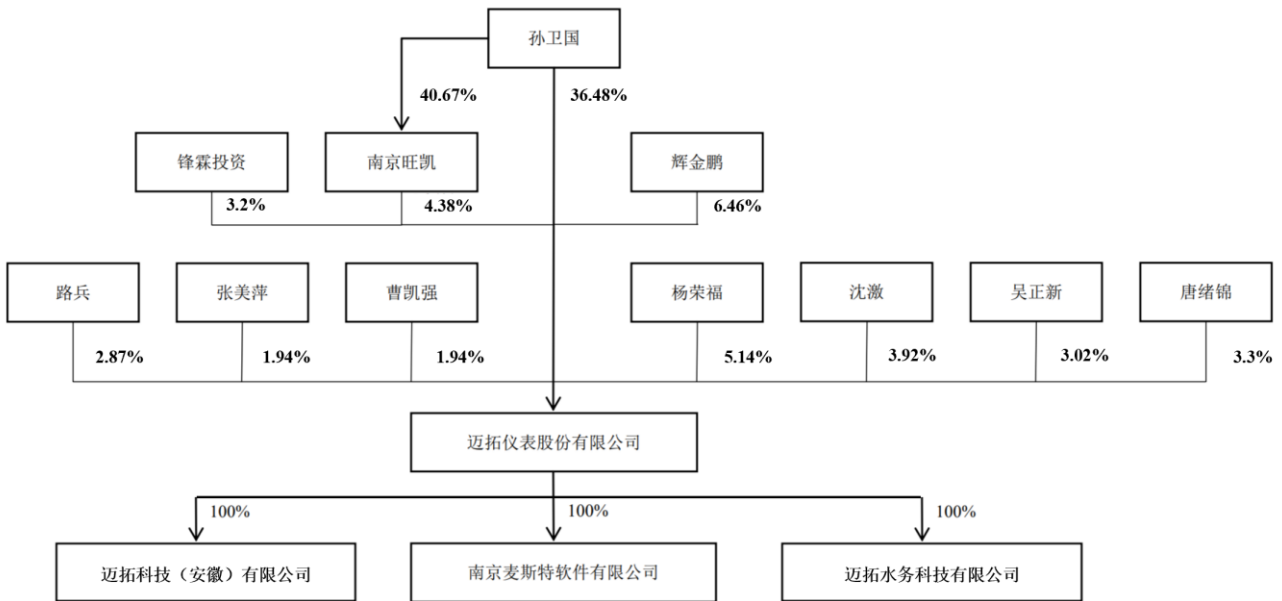 孙卫国
40.67%
36.48%
锋霖投资
南京旺凯
辉金鹏
3.2%
4.38%
6.46%
路兵
张美萍
曹凯强
杨荣福
沈激
吴正新
唐绪锦
2.87%
1.94%
1.94%
5.14%
3.92%
3.02%
3.3%
迈拓仪表股份有限公司
100%
100%
100%
迈拓科技（安徽）有限公司
南京麦斯特软件有限公司
迈拓水务科技有限公司